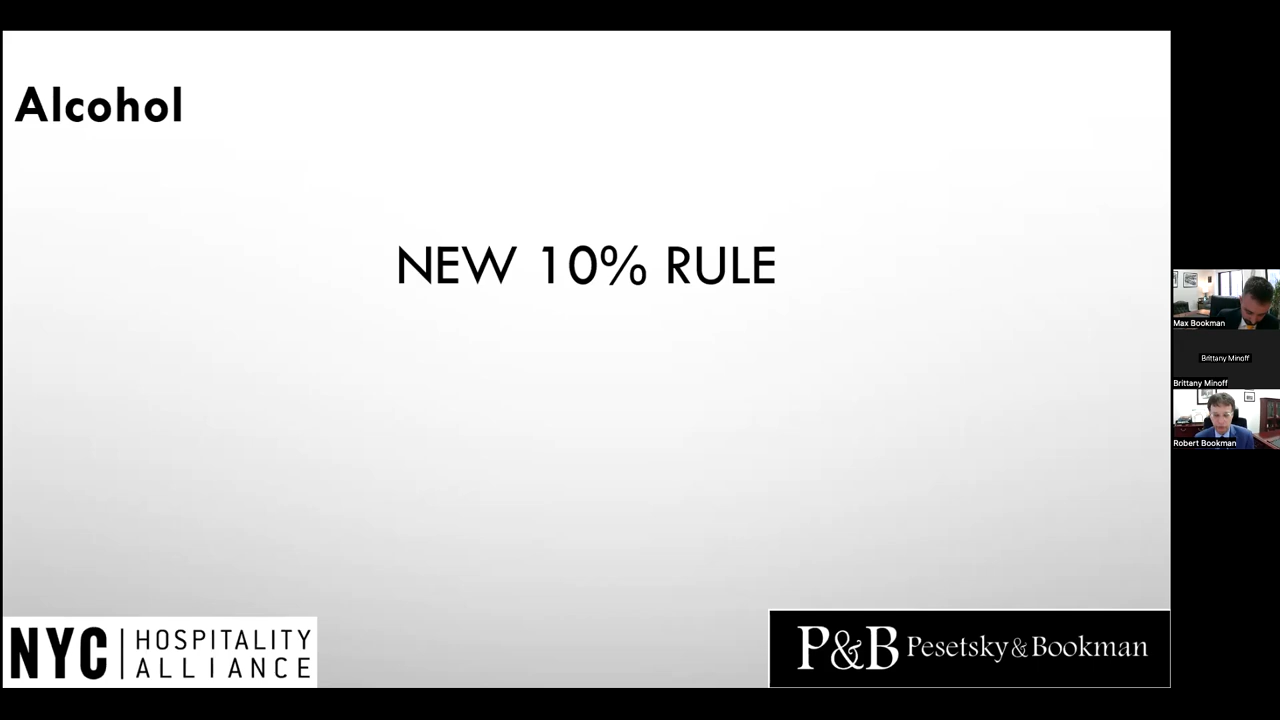 Alcohol
NEW 10% RULE
Max Bookman
Brittany Minoff
Brittany Minoff
Robert Bookman
NYC HOSPITALITY
ALLIANCE
P&B Pesetsky & Bookman